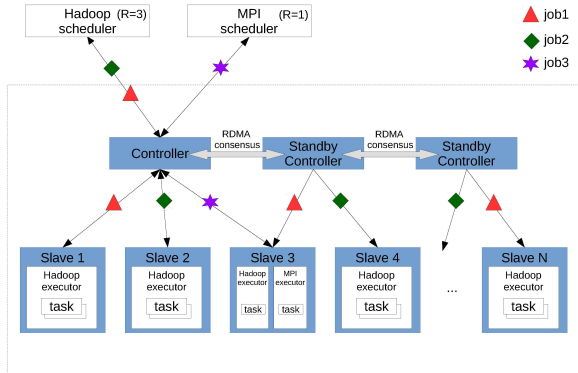 Hadoop (R=3)
scheduler
MPI (R=1)
scheduler
job1
job2
job3
Controller
RDMA
consensus
Standby
Controller
RDMA
consensus
Standby
Controller
Slave 1
Hadoop
executor
task
Slave 2
Hadoop
executor
task
Slave 3
Hadoop
executor
task
MPI
executor
task
Slave 4
Hadoop
executor
task
...
Slave N
Hadoop
executor
task